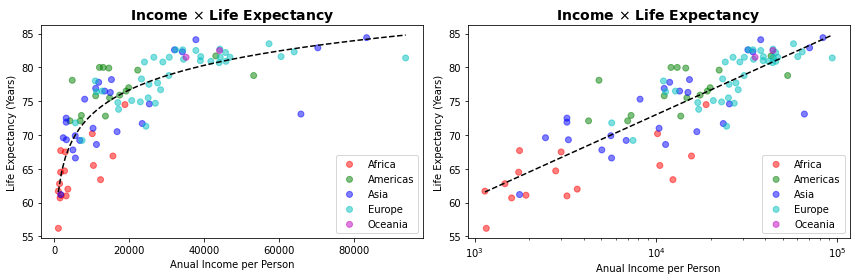 Income × Life Expectancy
Life Expectancy (Years)
85
80
75
70
65
60
55
0
20000
40000
60000
80000
Anual Income per Person
Africa
Americas
Asia
Europe
Oceania
Income × Life Expectancy
Life Expectancy (Years)
85
80
75
70
65
60
55
10³
10⁴
10⁵
Anual Income per Person
Africa
Americas
Asia
Europe
Oceania